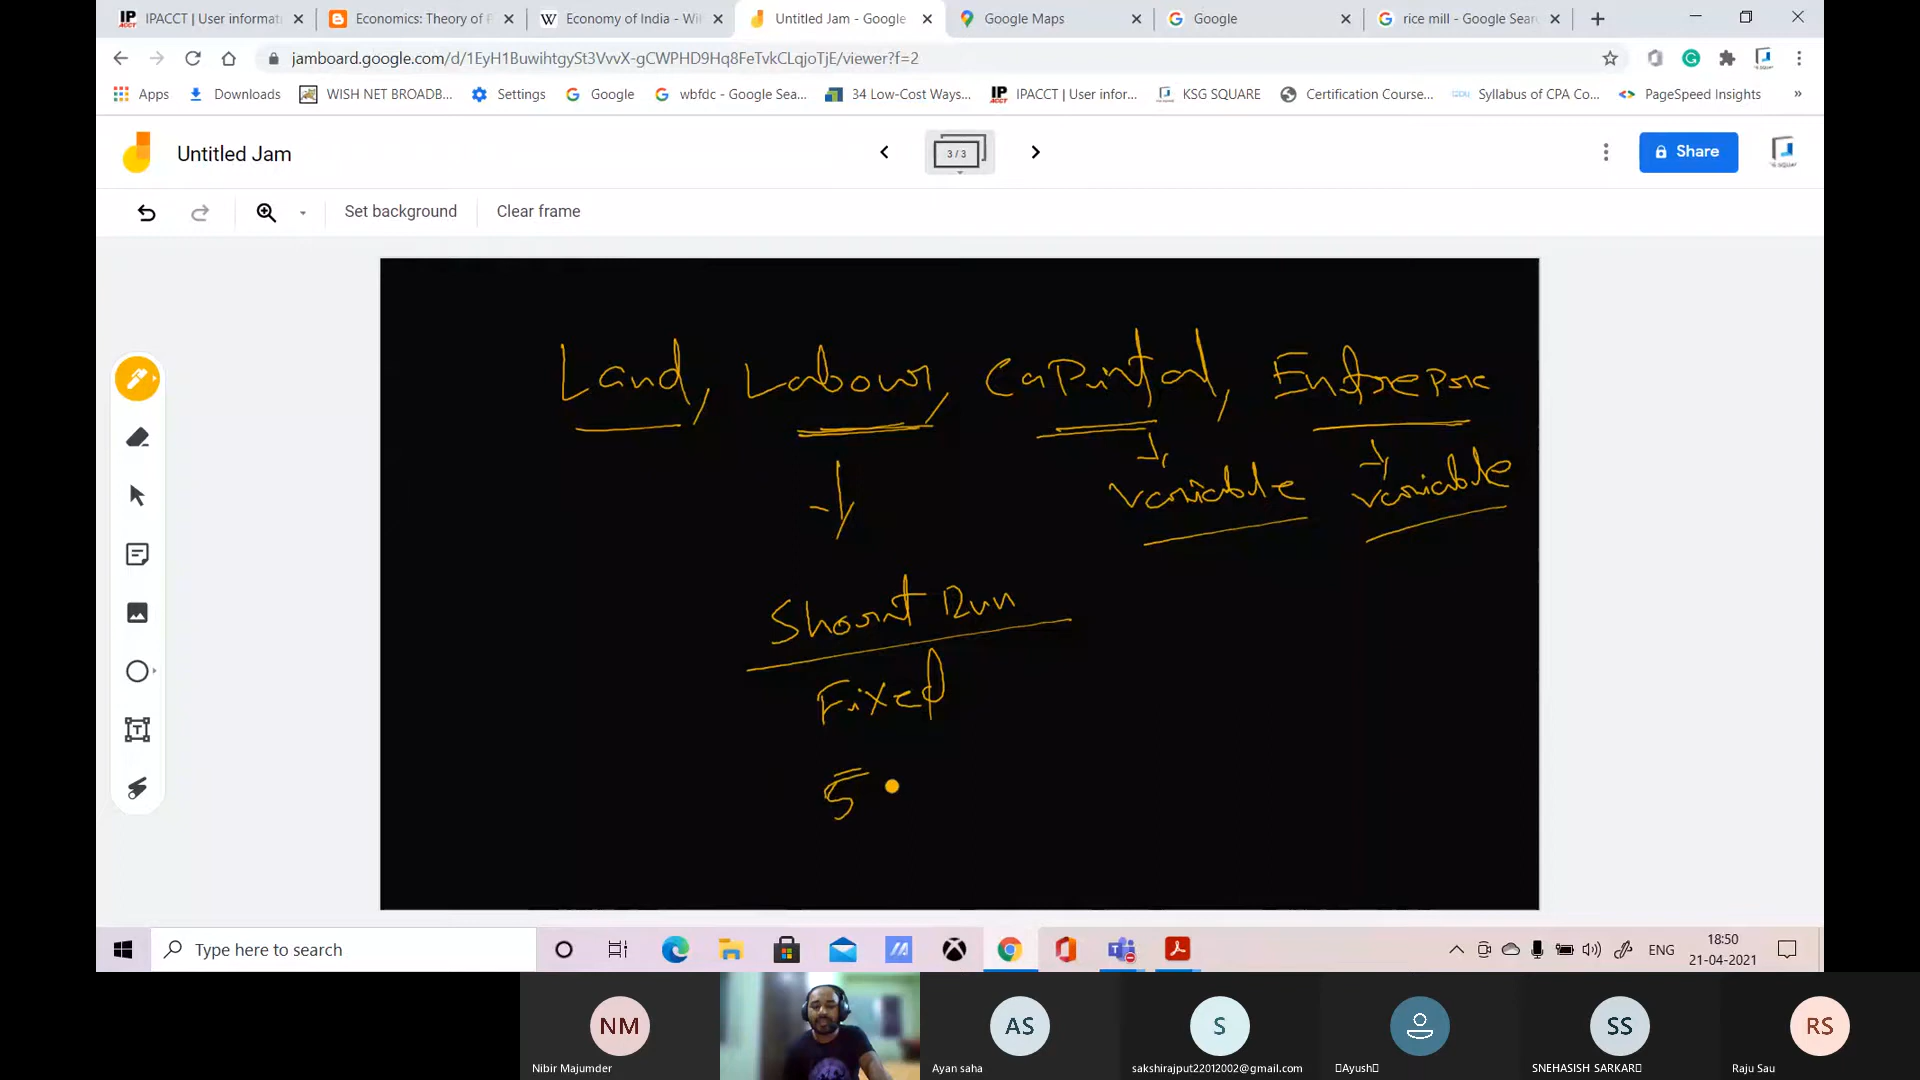 IPACCT | User informati
Economics: Theory of P
Economy of India - Wi
Untitled Jam - Google
Google Maps
Google
rice mill - Google Sear
jamboard.google.com/d/1EyH1BuwihtgySt3VvvX-gCWPHD9Hq8FeTvkCLqjoTjE/viewer?f=2
Apps
Downloads
WISH NET BROADB...
Settings
Google
wbfdc - Google Sea...
34 Low-Cost Ways...
IPACCT | User infor...
KSG SQUARE
Certification Course...
Syllabus of CPA Co...
PageSpeed Insights
»
Untitled Jam
3 / 3
Share
Set background
Clear frame
Land, Labour, Capital, Entrepre
variable variable
Short Run
Fixed
5
Type here to search
ENG
18:50
21-04-2021
NM
AS
S
SS
RS
Nibir Majumder
Ayan saha
sakshirajput22012002@gmail.com
Ayush
SNEHASISH SARKAR
Raju Sau